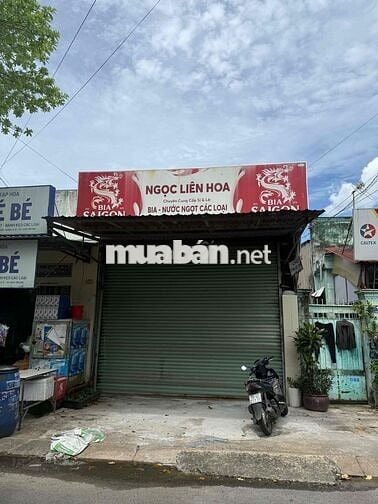 BIA
SAIGON
NGỌC LIÊN HOA
Chuyên Cung Cấp Sỉ & Lẻ
BIA - NƯỚC NGỌT CÁC LOẠI
BIA
SAIGON
BÉ
BÉ
CALTEX
muabán.net